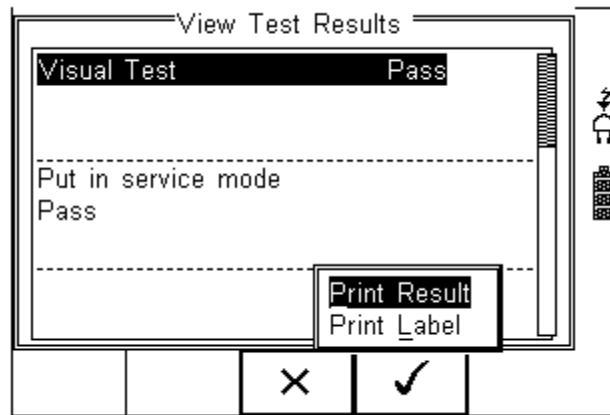 View Test Results
Visual Test Pass
Put in service mode
Pass
Print Result
Print Label